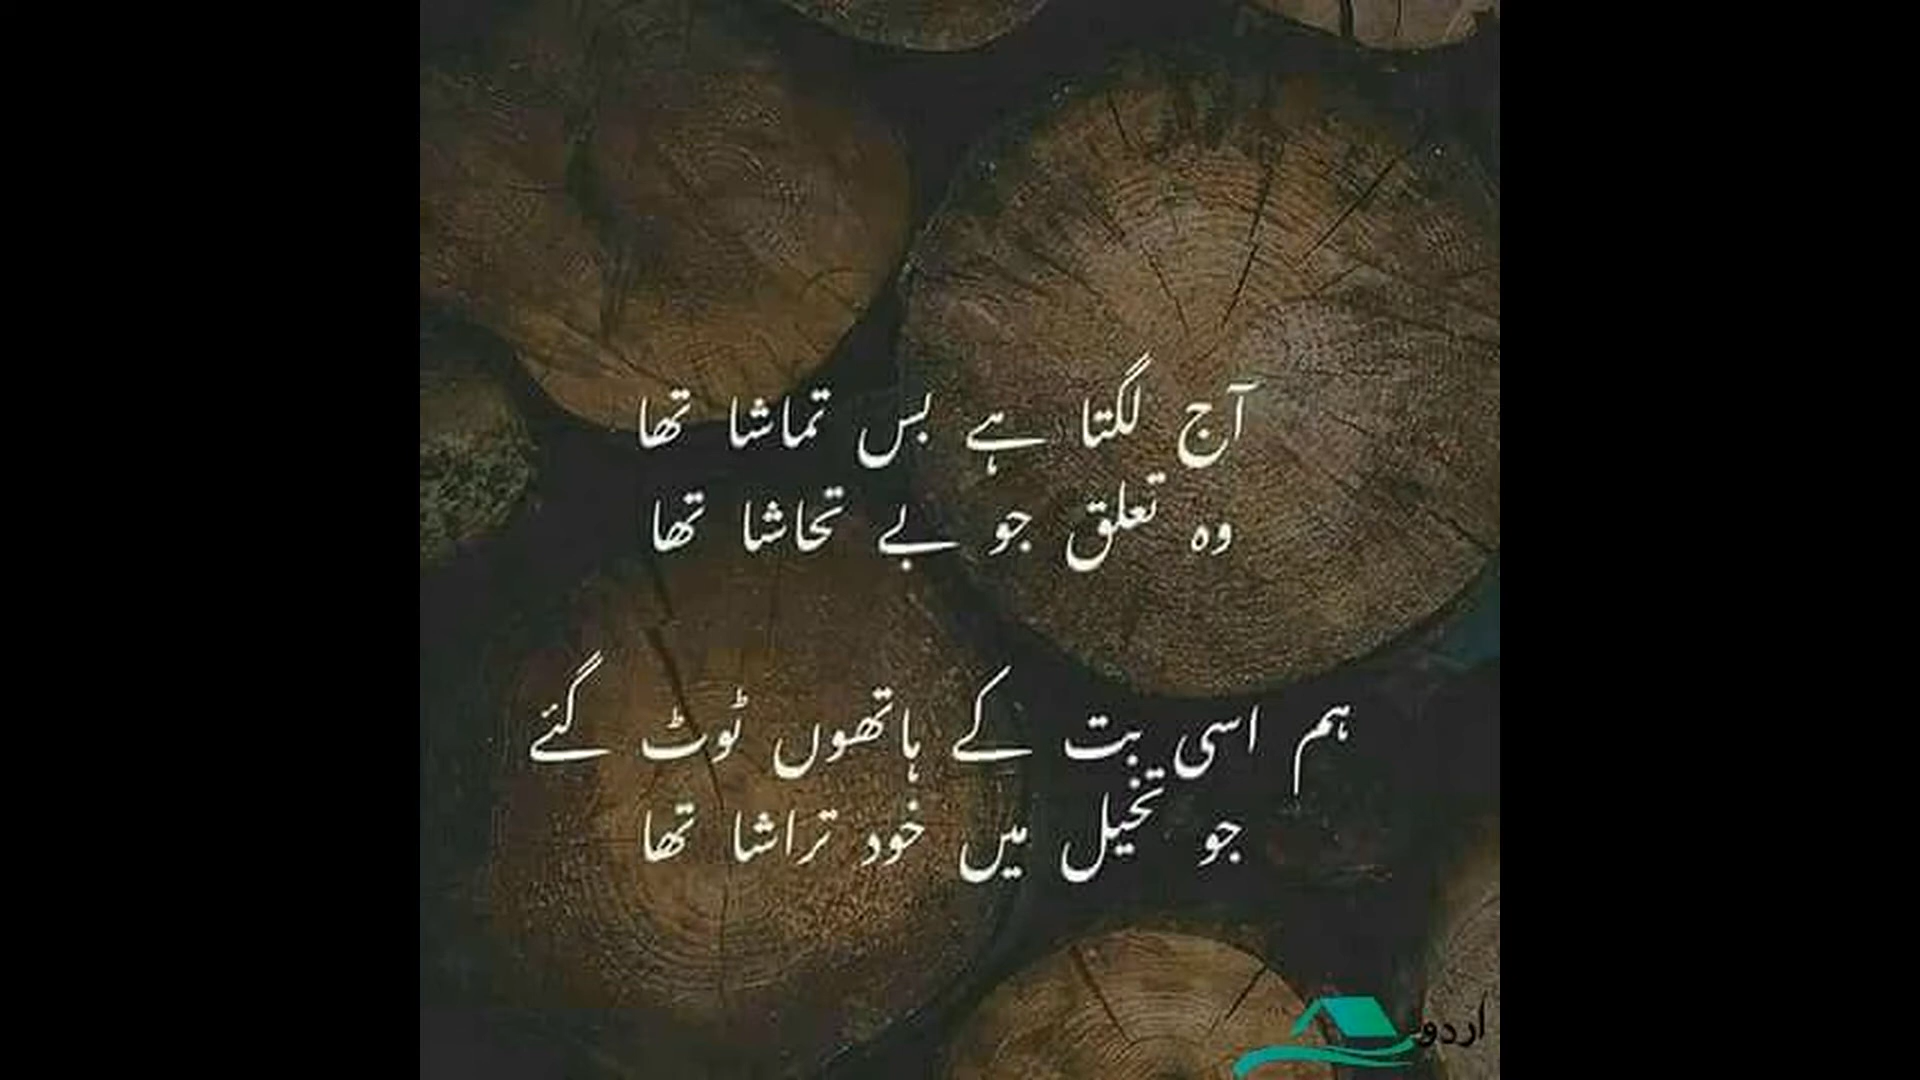 آج لگتا ہے بس تماشا تھا
وہ تعلق جو بے تحاشا تھا
ہم اسی بت کے ہاتھوں ٹوٹ گئے
جو تخیل میں خود تراشا تھا
اردو